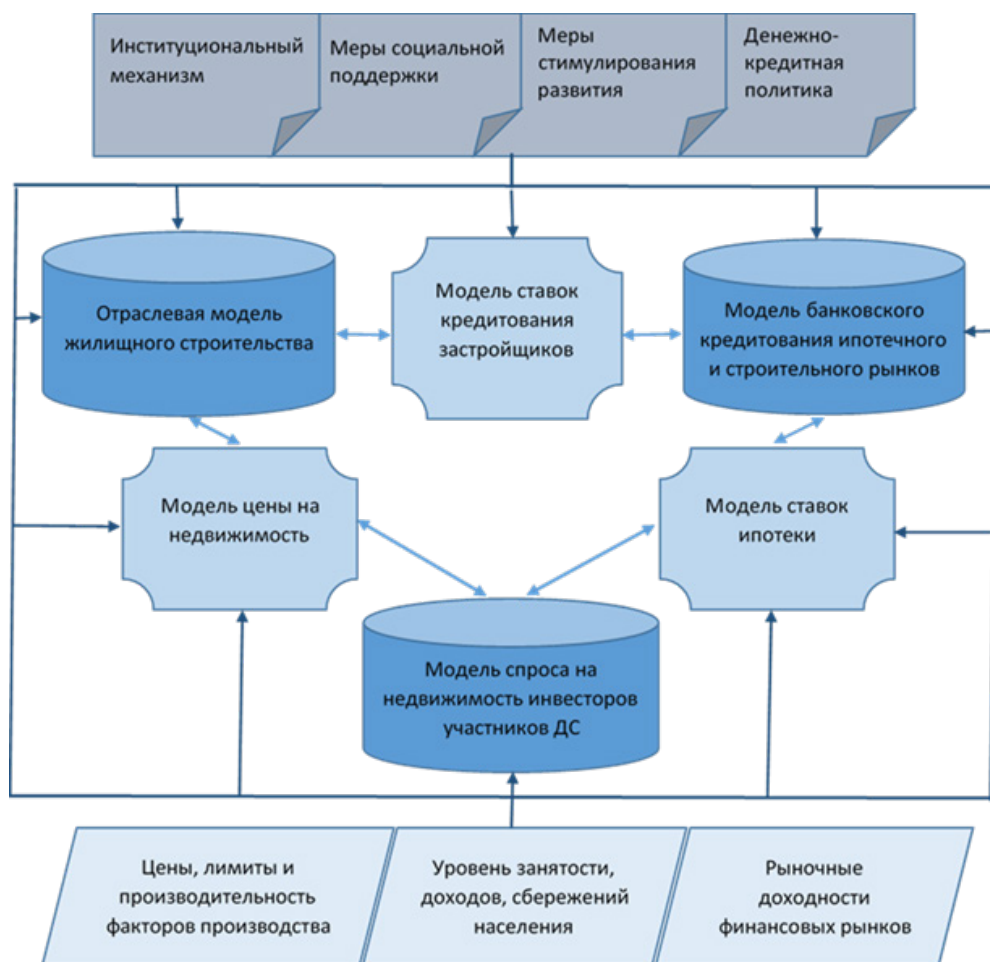 Институциональный
механизм
Меры социальной
поддержки
Меры
стимулирования
развития
Денежно-
кредитная
политика
Отраслевая модель
жилищного строительства
Модель ставок
кредитования
застройщиков
Модель банковского
кредитования ипотечного
и строительного рынков
Модель цены на
недвижимость
Модель ставок
ипотеки
Модель спроса на
недвижимость инвесторов
участников ДС
Цены, лимиты и
производительность
факторов производства
Уровень занятости,
доходов, сбережений
населения
Рыночные
доходности
финансовых рынков